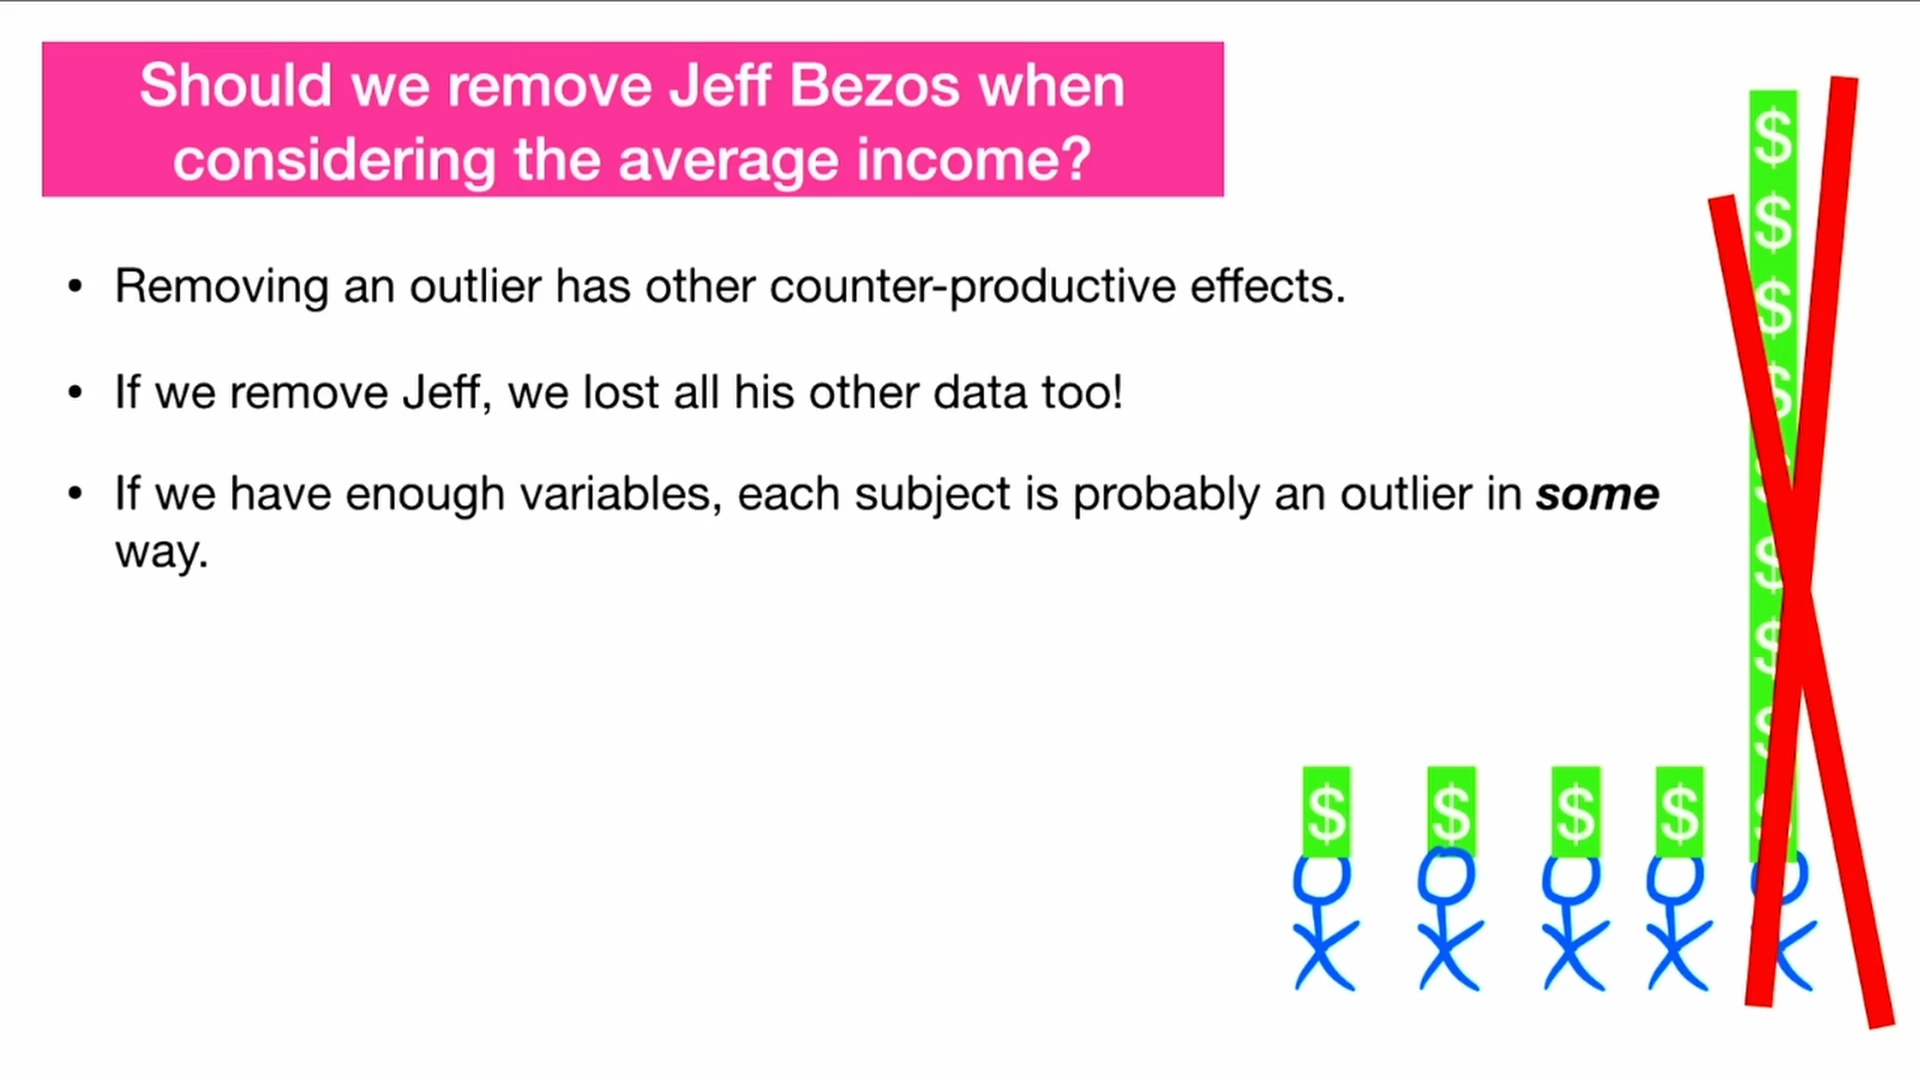 Should we remove Jeff Bezos when
considering the average income?
• Removing an outlier has other counter-productive effects.
• If we remove Jeff, we lost all his other data too!
• If we have enough variables, each subject is probably an outlier in some
way.
$
$
$
$
$
$
$
$
$
$ $ $ $ $